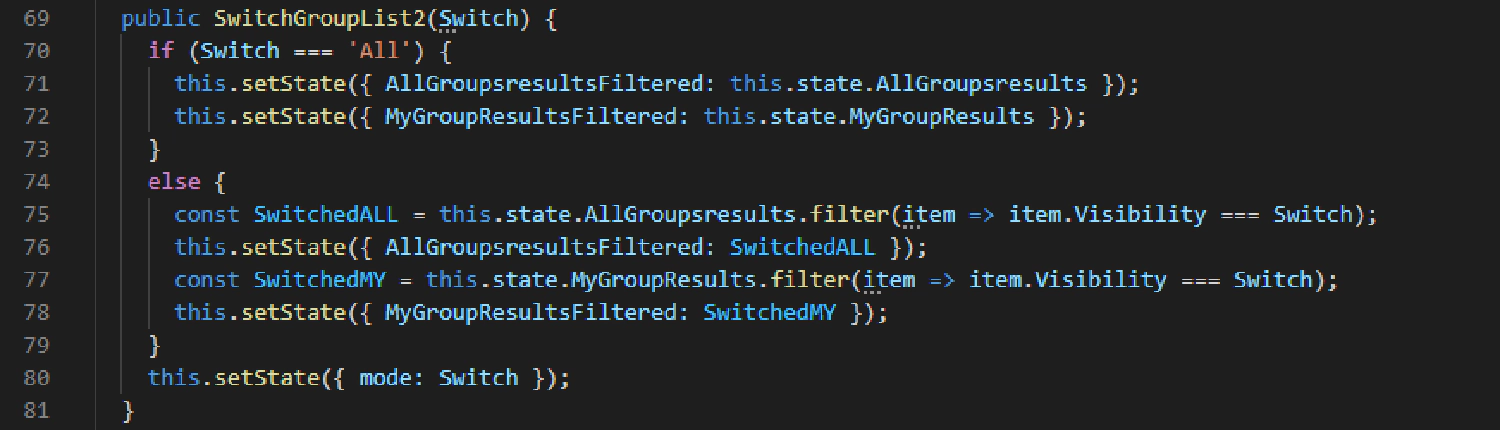 69 public SwitchGroupList2(Switch) {
70 if (Switch === 'All') {
71 this.setState({ AllGroupsresultsFiltered: this.state.AllGroupsresults });
72 this.setState({ MyGroupResultsFiltered: this.state.MyGroupResults });
73 }
74 else {
75 const SwitchedALL = this.state.AllGroupsresults.filter(item => item.Visibility === Switch);
76 this.setState({ AllGroupsresultsFiltered: SwitchedALL });
77 const SwitchedMY = this.state.MyGroupResults.filter(item => item.Visibility === Switch);
78 this.setState({ MyGroupResultsFiltered: SwitchedMY });
79 }
80 this.setState({ mode: Switch });
81 }